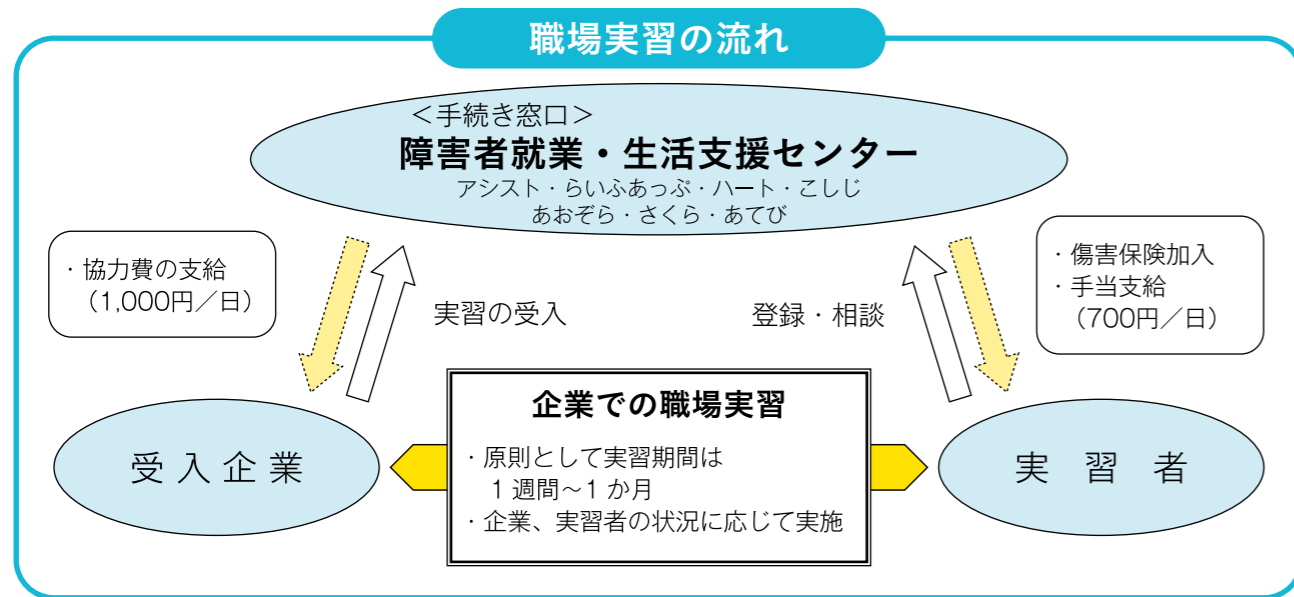 職場実習の流れ
＜手続き窓口＞
障害者就業・生活支援センター
アシスト・らいふあっぷ・ハート・こしじ
あおぞら・さくら・あてび
・協力費の支給
（1,000円／日）
実習の受入
登録・相談
・傷害保険加入
・手当支給
（700円／日）
企業での職場実習
・原則として実習期間は
1 週間～1 か月
・企業、実習者の状況に応じて実施
受入企業
実習者